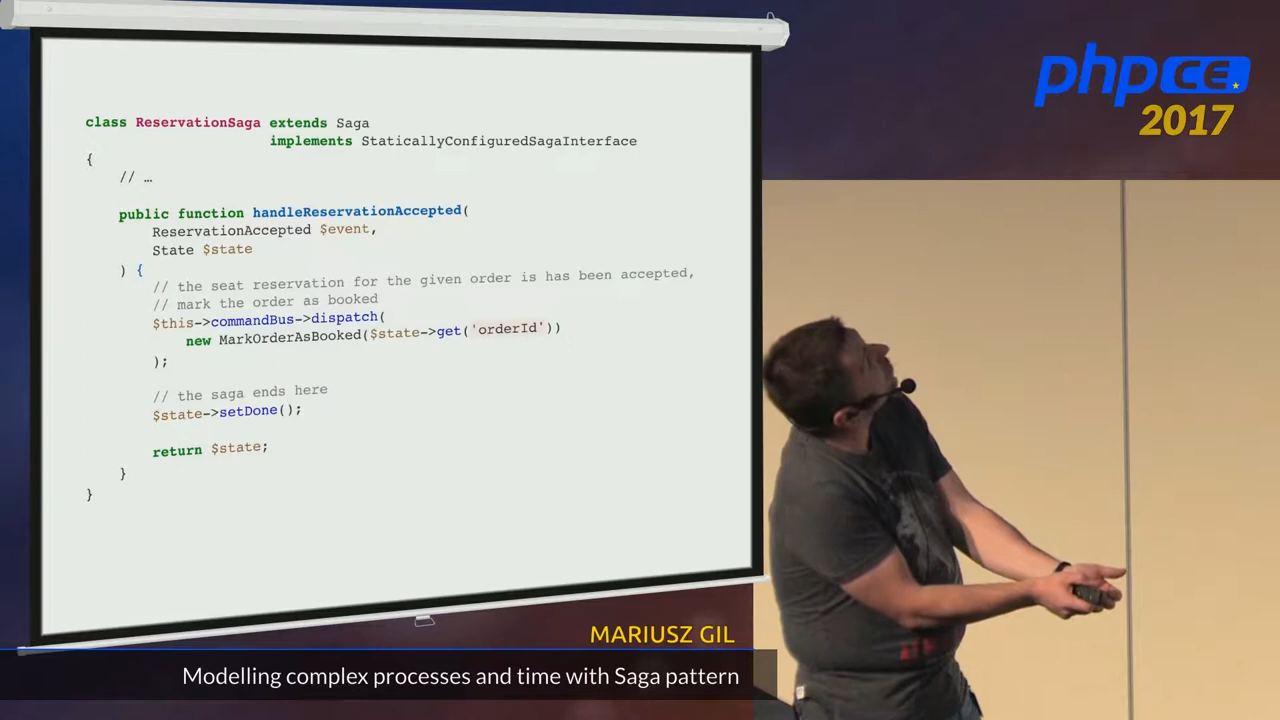 class ReservationSaga extends Saga
implements StaticallyConfiguredSagaInterface
{
// …
public function handleReservationAccepted(
ReservationAccepted $event,
State $state
) {
// the seat reservation for the given order is has been accepted,
// mark the order as booked
$this->commandBus->dispatch(
new MarkOrderAsBooked($state->get('orderId'))
);
// the saga ends here
$state->setDone();
return $state;
}
}
phpCE
2017
MARIUSZ GIL
Modelling complex processes and time with Saga pattern